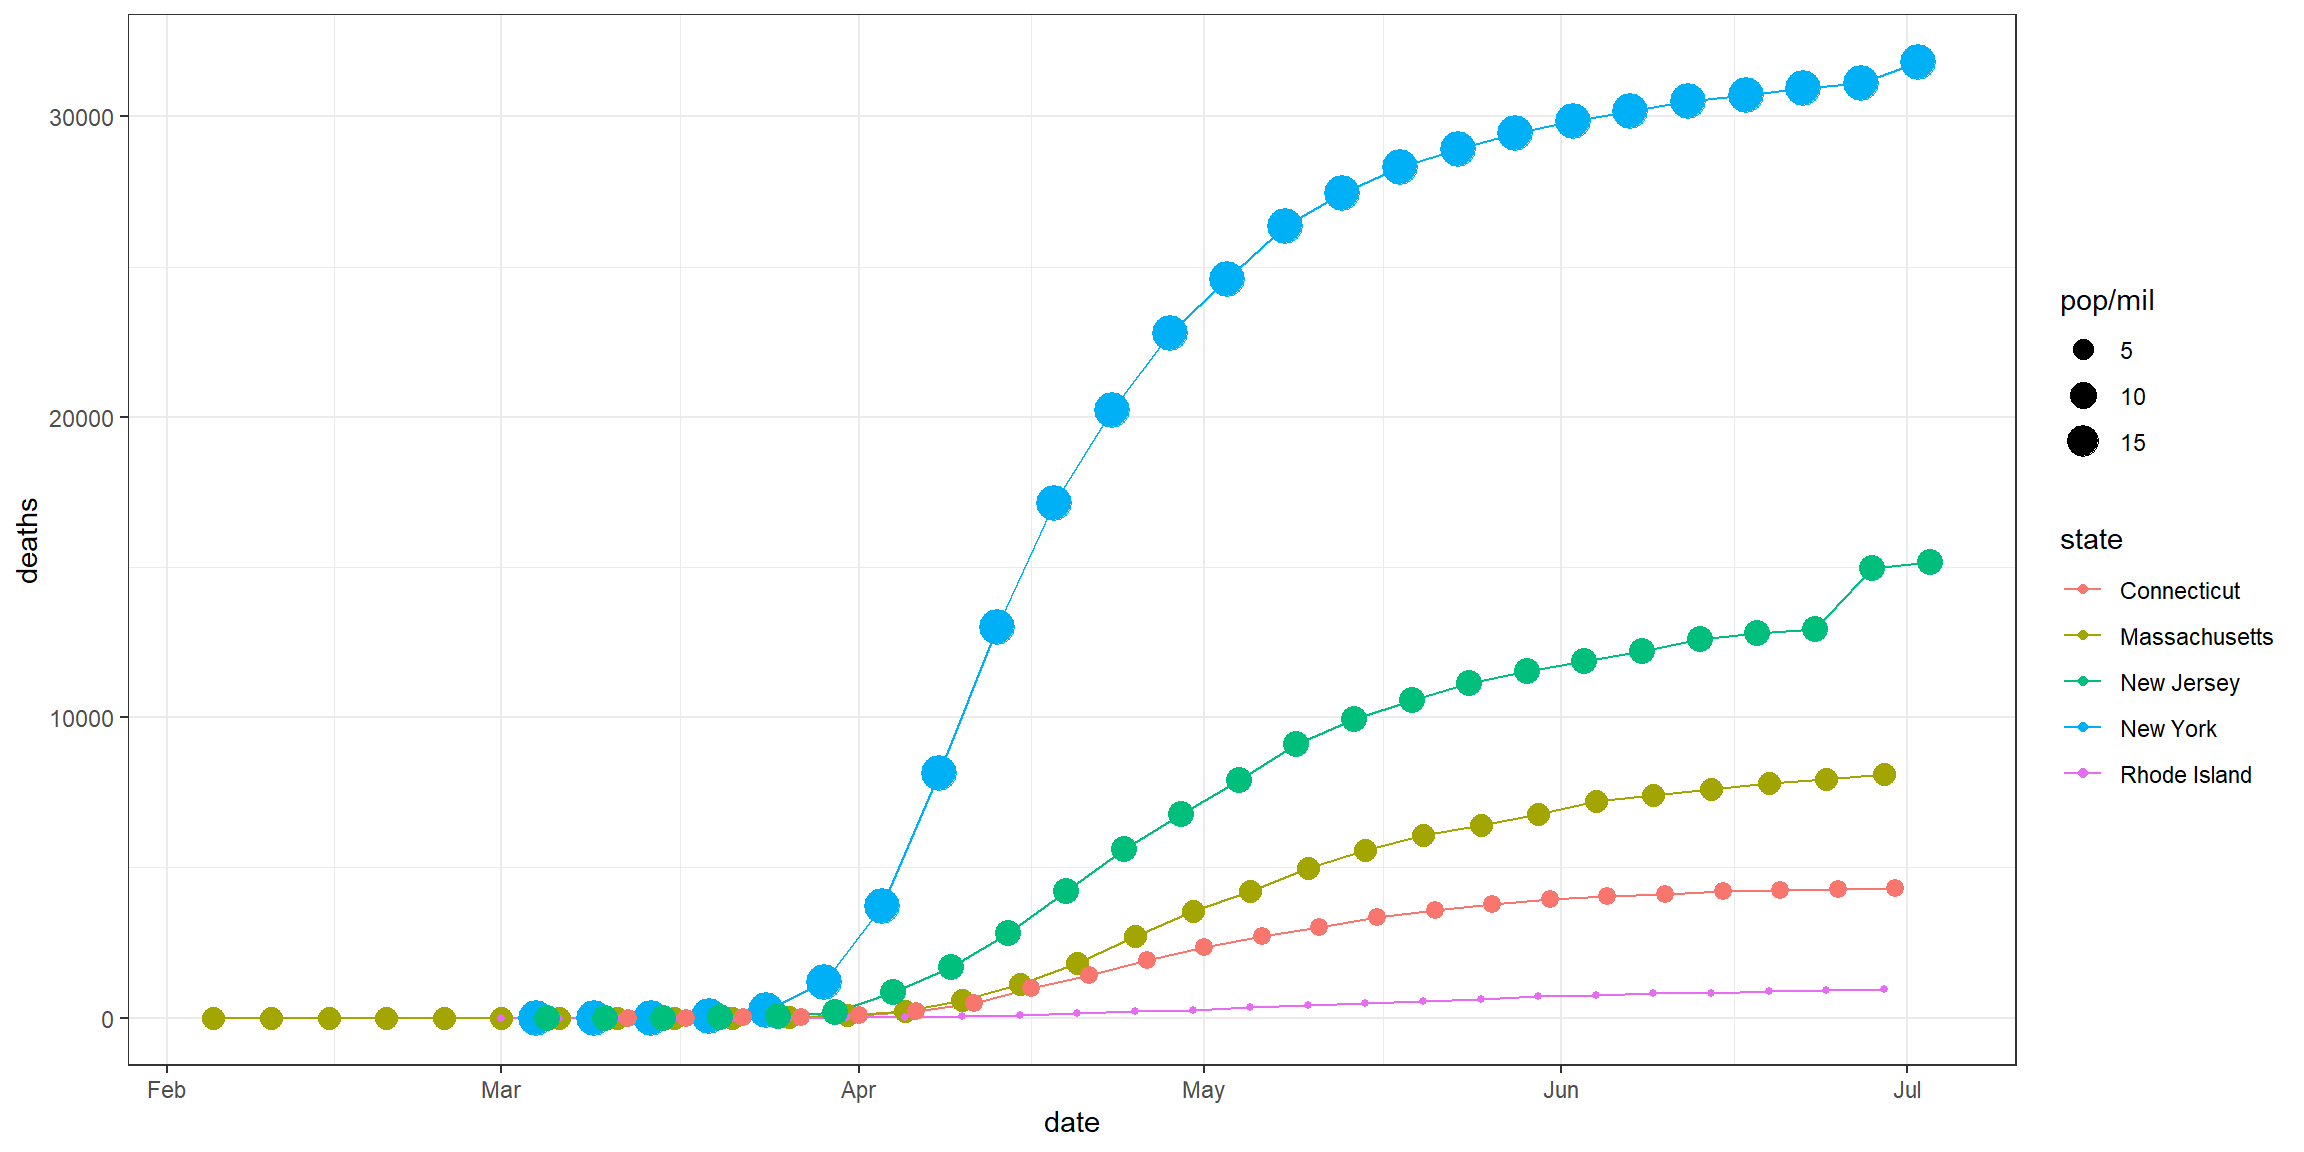 30000
20000
10000
0
deaths
Feb
Mar
Apr
May
Jun
Jul
date
pop/mil
5
10
15
state
Connecticut
Massachusetts
New Jersey
New York
Rhode Island